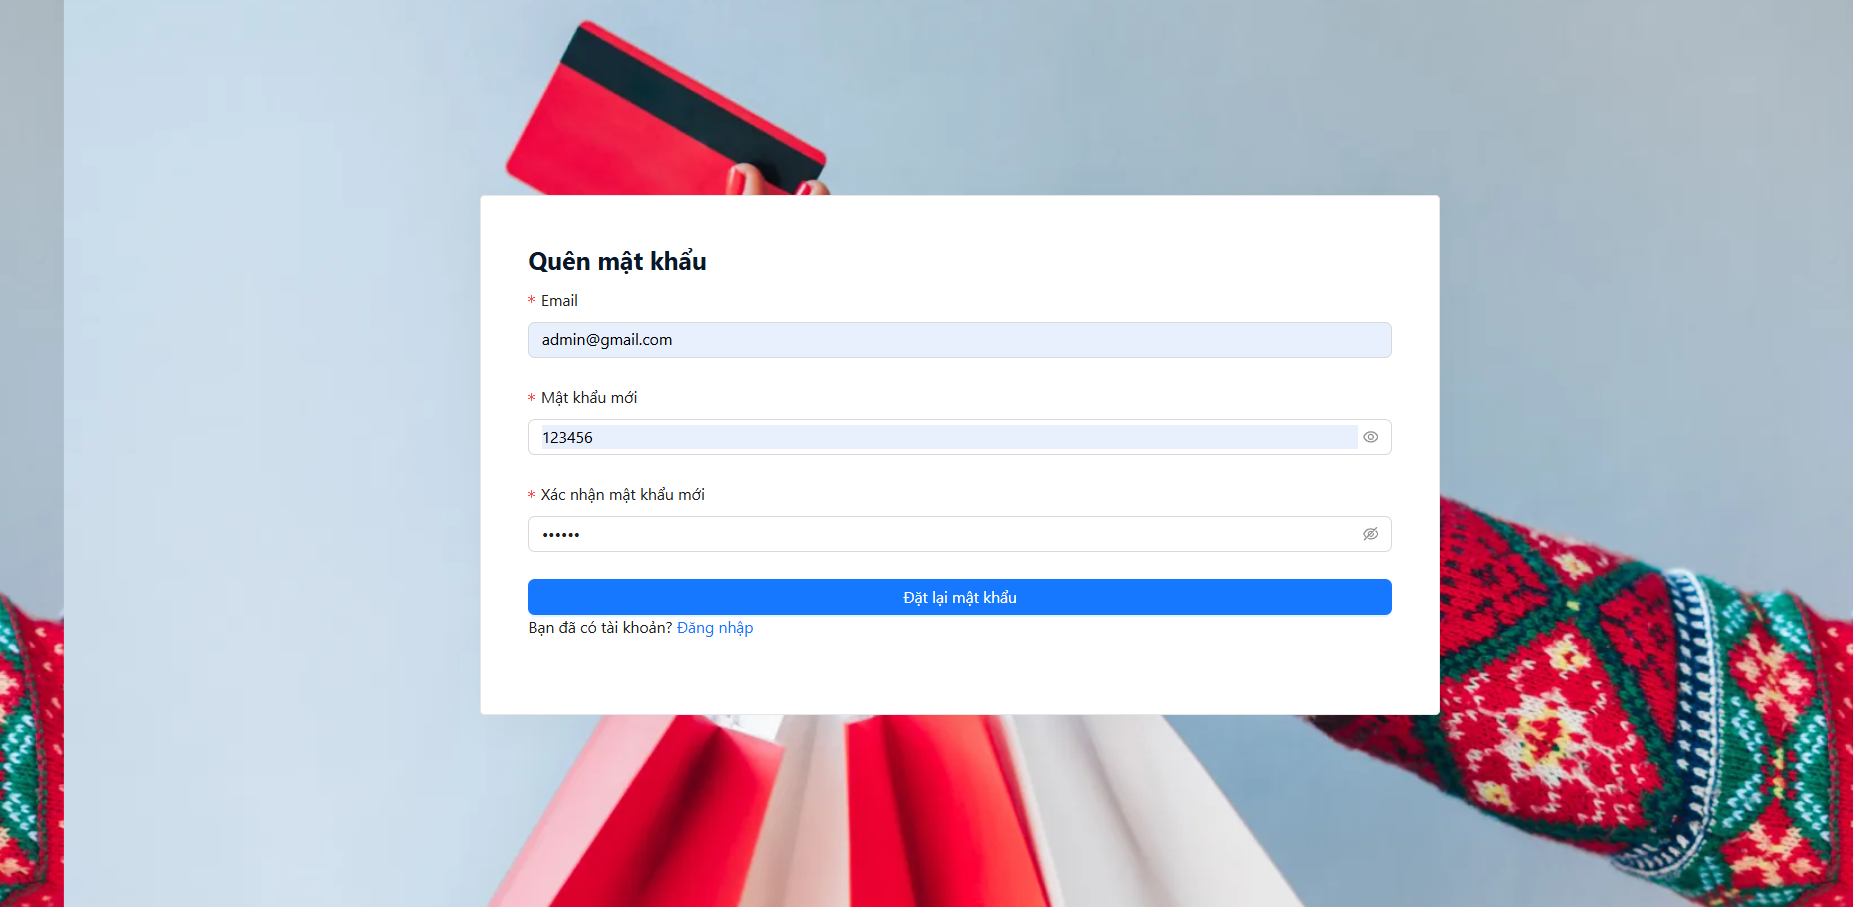 Quên mật khẩu
* Email
admin@gmail.com
* Mật khẩu mới
123456
* Xác nhận mật khẩu mới
••••••
Đặt lại mật khẩu
Bạn đã có tài khoản? Đăng nhập